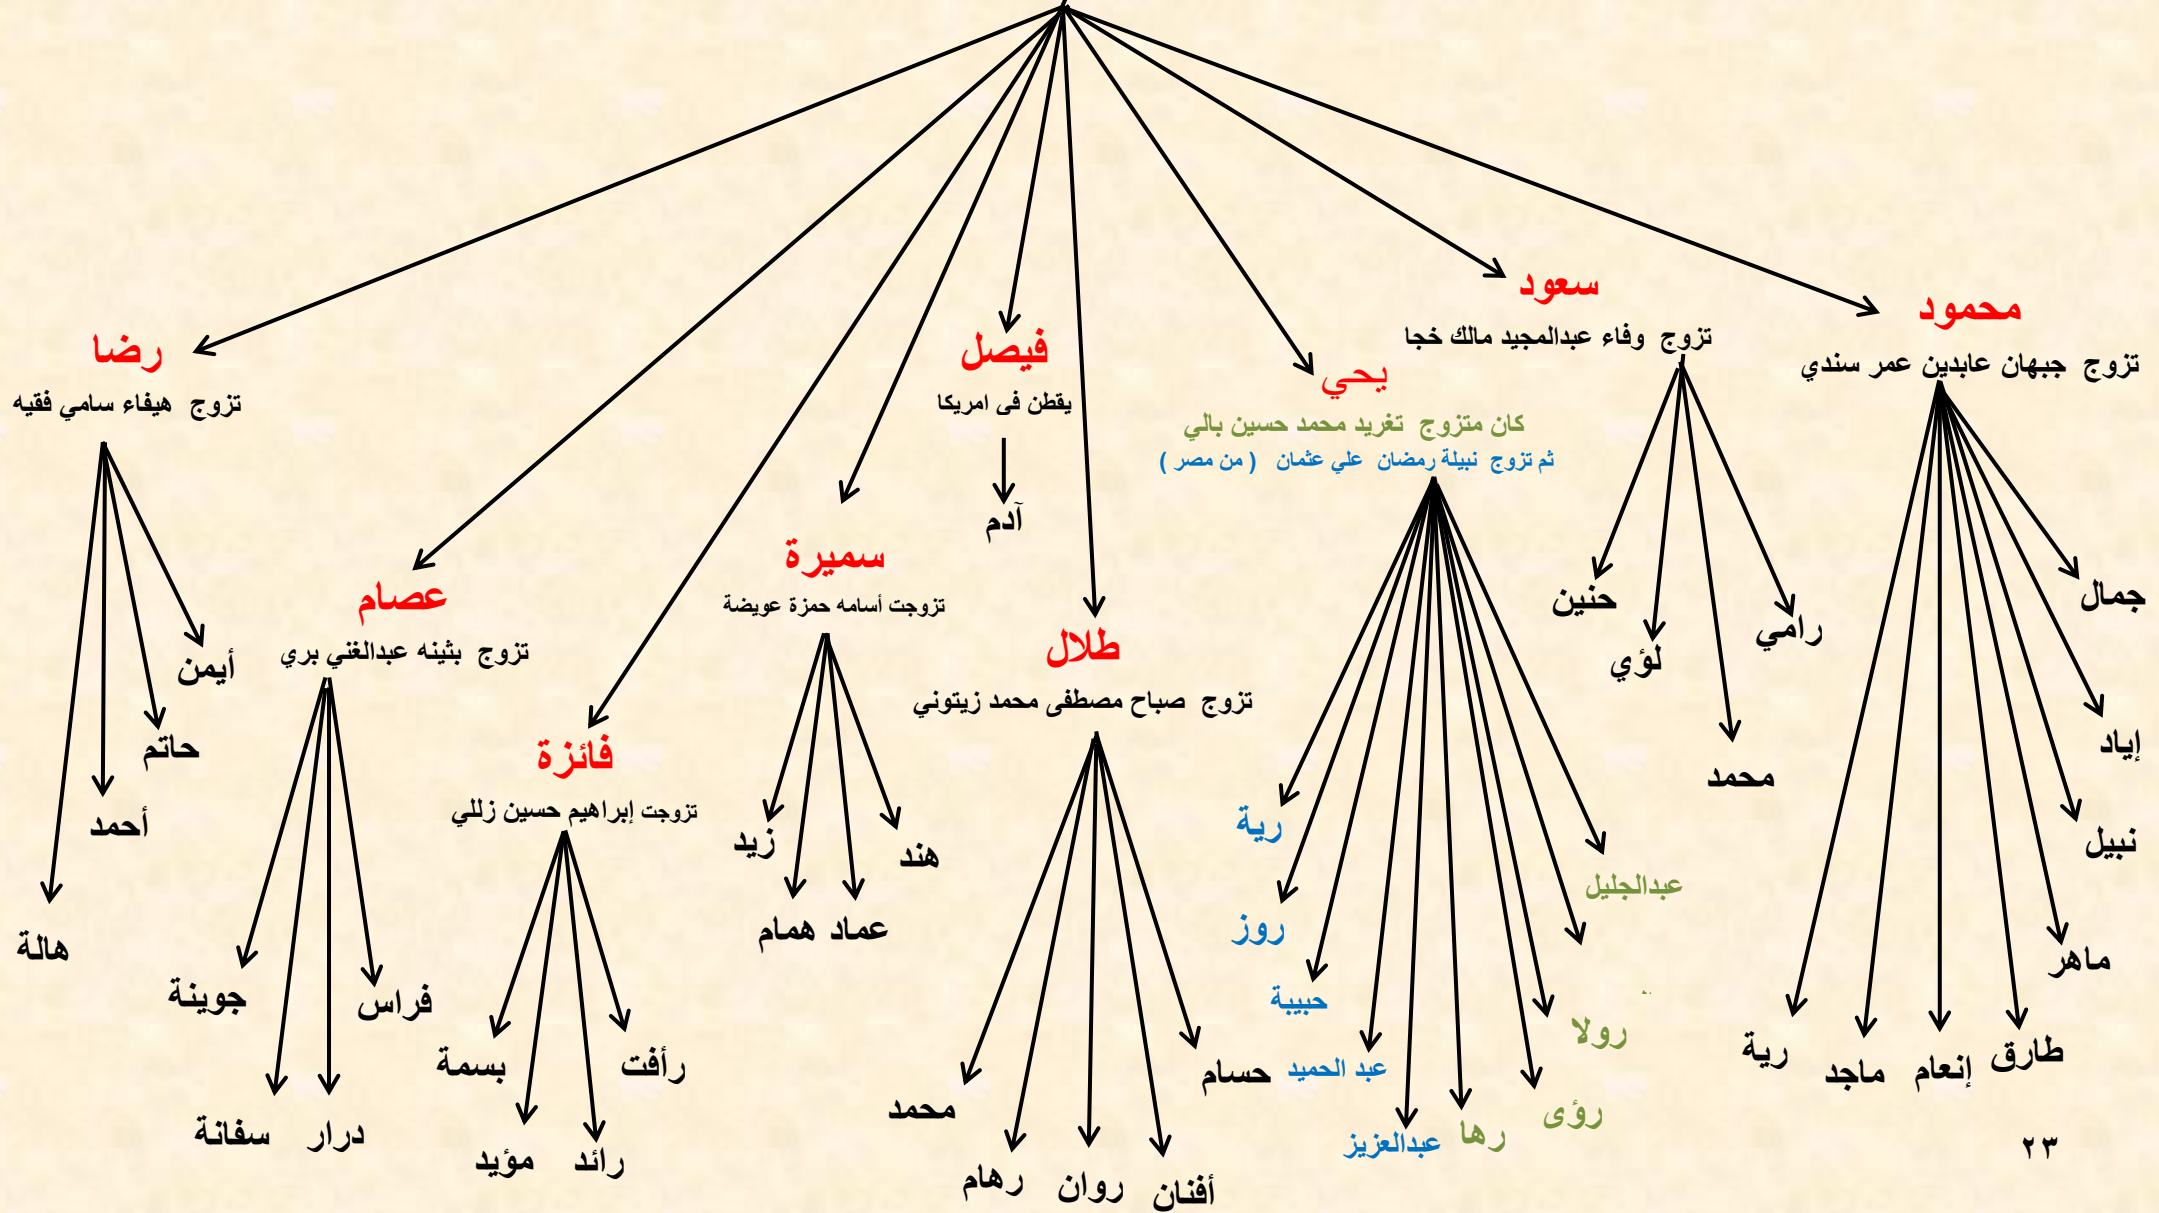 محمود
تزوج جبهان عابدين عمر سندي
جمال
إياد
نبيل
ماهر
طارق
إنعام
ماجد
رية
سعود
تزوج وفاء عبدالمجيد مالك خجا
رامي
محمد
لؤي
حنين
يحي
كان متزوج تغريد محمد حسين بالي
ثم تزوج نبيلة رمضان علي عثمان ( من مصر )
عبدالجليل
رولا
رؤى
رها
عبدالعزيز
عبد الحميد
حبيبة
روز
رية
طلال
تزوج صباح مصطفى محمد زيتوني
حسام
أفنان
روان
رهام
محمد
فيصل
يقطن فى امريكا
آدم
سميرة
تزوجت أسامه حمزة عويضة
هند
عماد
همام
زيد
فائزة
تزوجت إبراهيم حسين زللي
رأفت
رائد
مؤيد
بسمة
عصام
تزوج بثينه عبدالغني بري
فراس
درار
سفانة
جوينة
رضا
تزوج هيفاء سامي فقيه
أيمن
حاتم
أحمد
هالة
٢٣